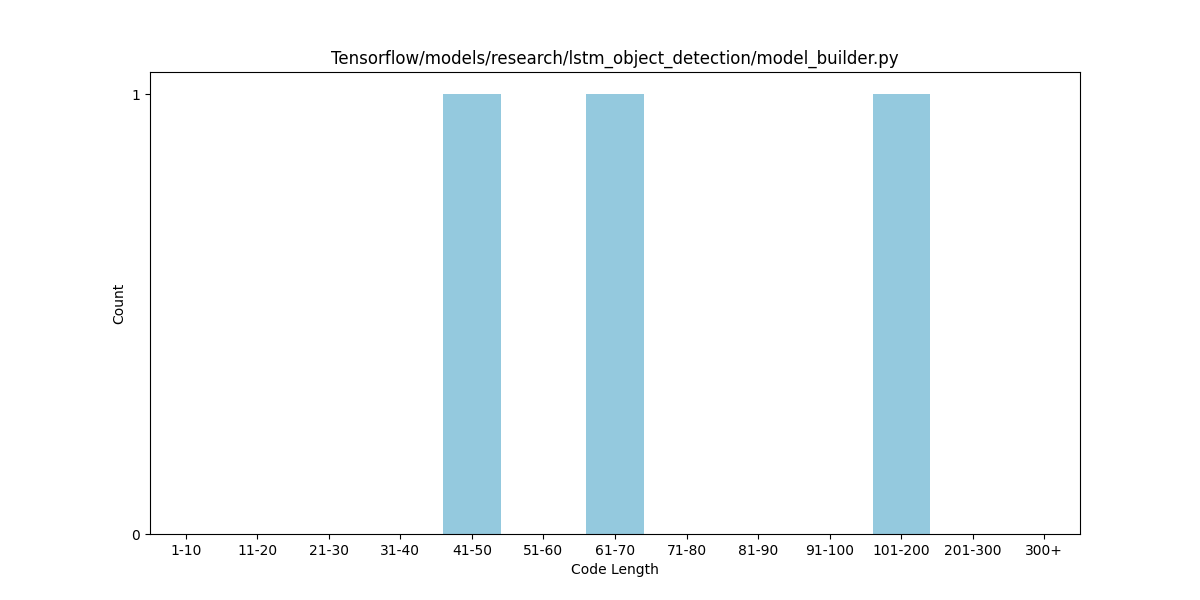 Tensorflow/models/research/lstm_object_detection/model_builder.py
1
Count
0
1-10 11-20 21-30 31-40 41-50 51-60 61-70 71-80 81-90 91-100 101-200 201-300 300+
Code Length